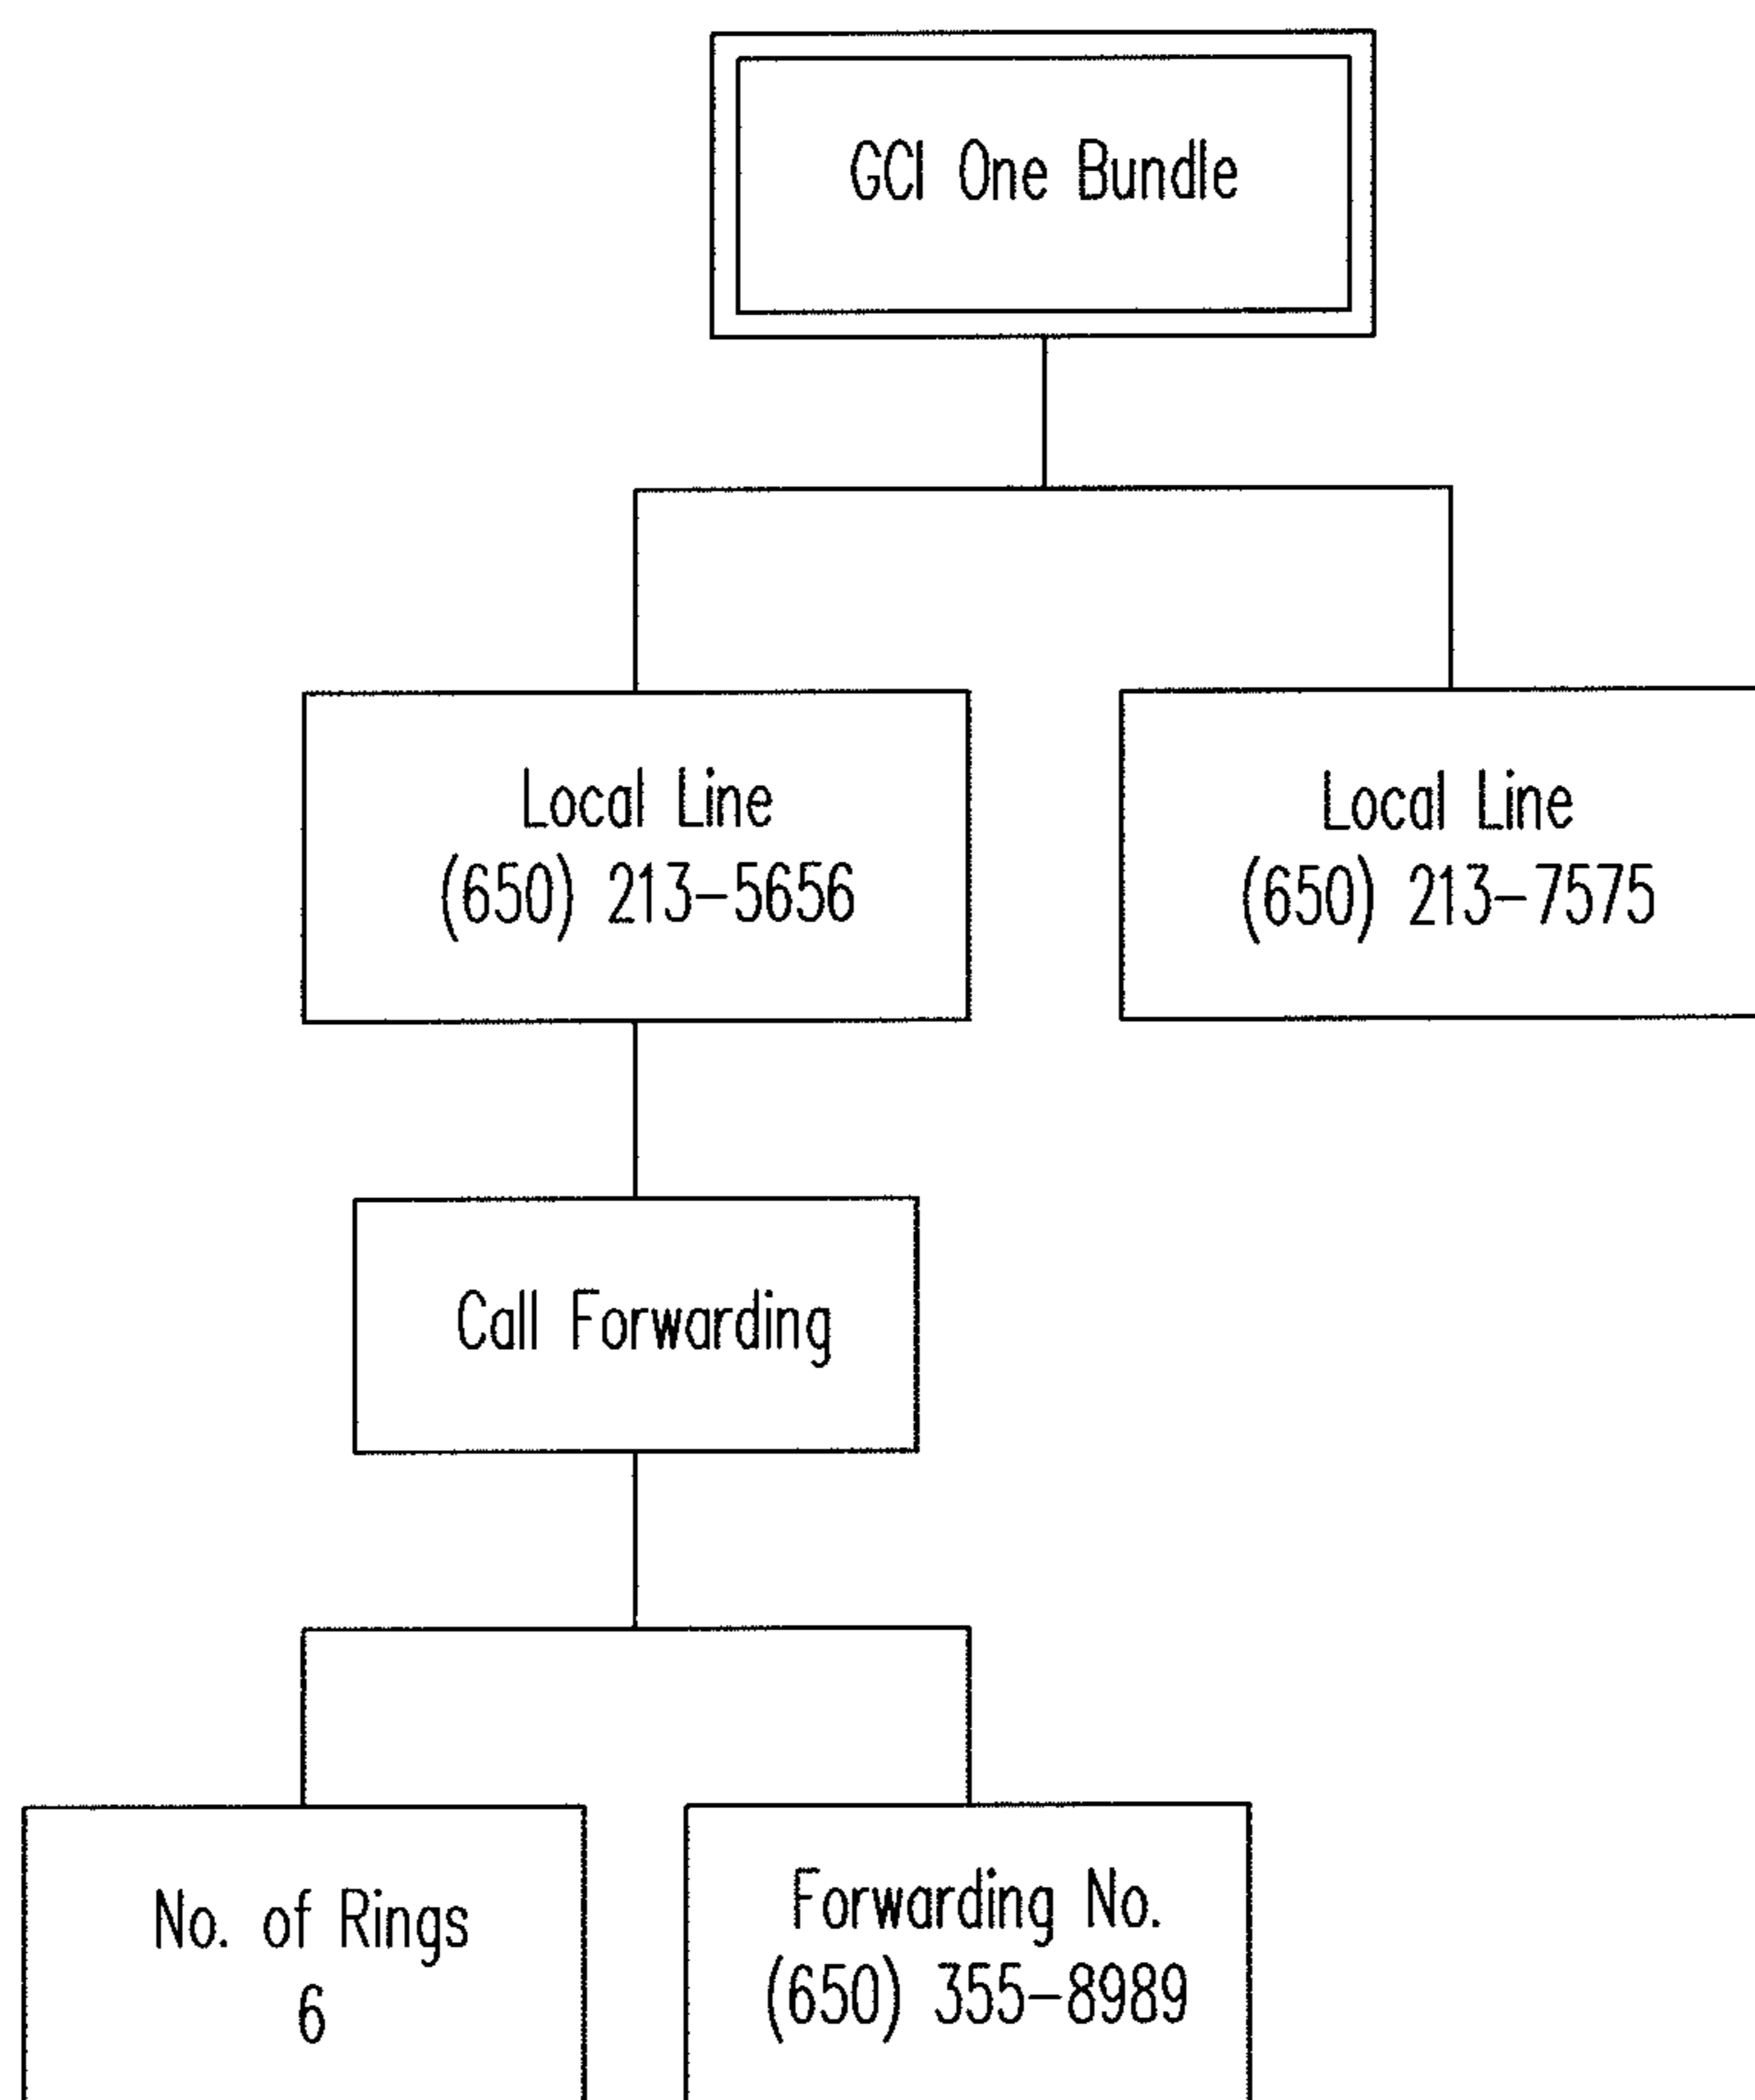 GCI One Bundle
Local Line
(650) 213-5656
Local Line
(650) 213-7575
Call Forwarding
No. of Rings
6
Forwarding No.
(650) 355-8989